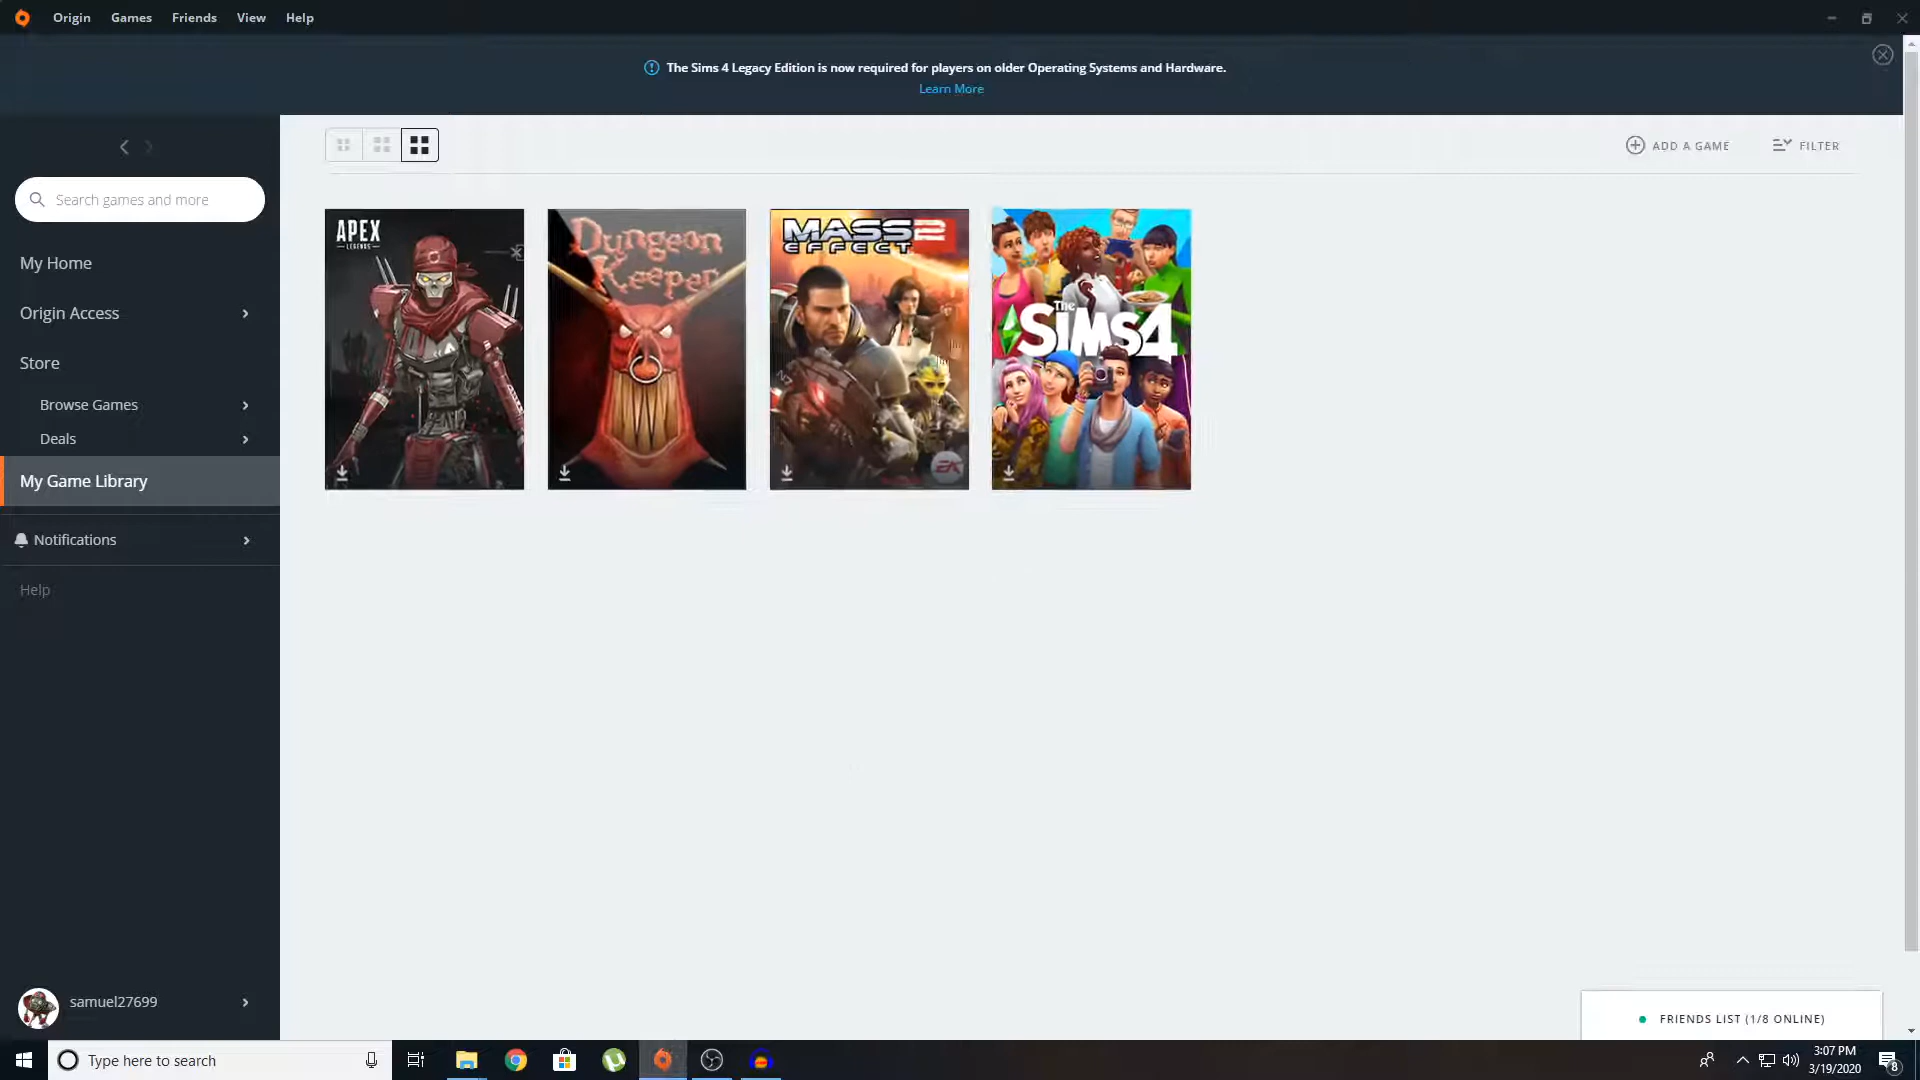 Origin Games Friends View Help
The Sims 4 Legacy Edition is now required for players on older Operating Systems and Hardware.
Learn More
ADD A GAME FILTER
Search games and more
My Home
Origin Access
Store
Browse Games
Deals
My Game Library
Notifications
Help
APEX
LEGENDS
Dungeon
Keeper
MASS 2
EFFECT
EA
The
SiMS4
samuel27699
FRIENDS LIST (1/8 ONLINE)
Type here to search
3:07 PM
3/19/2020
8